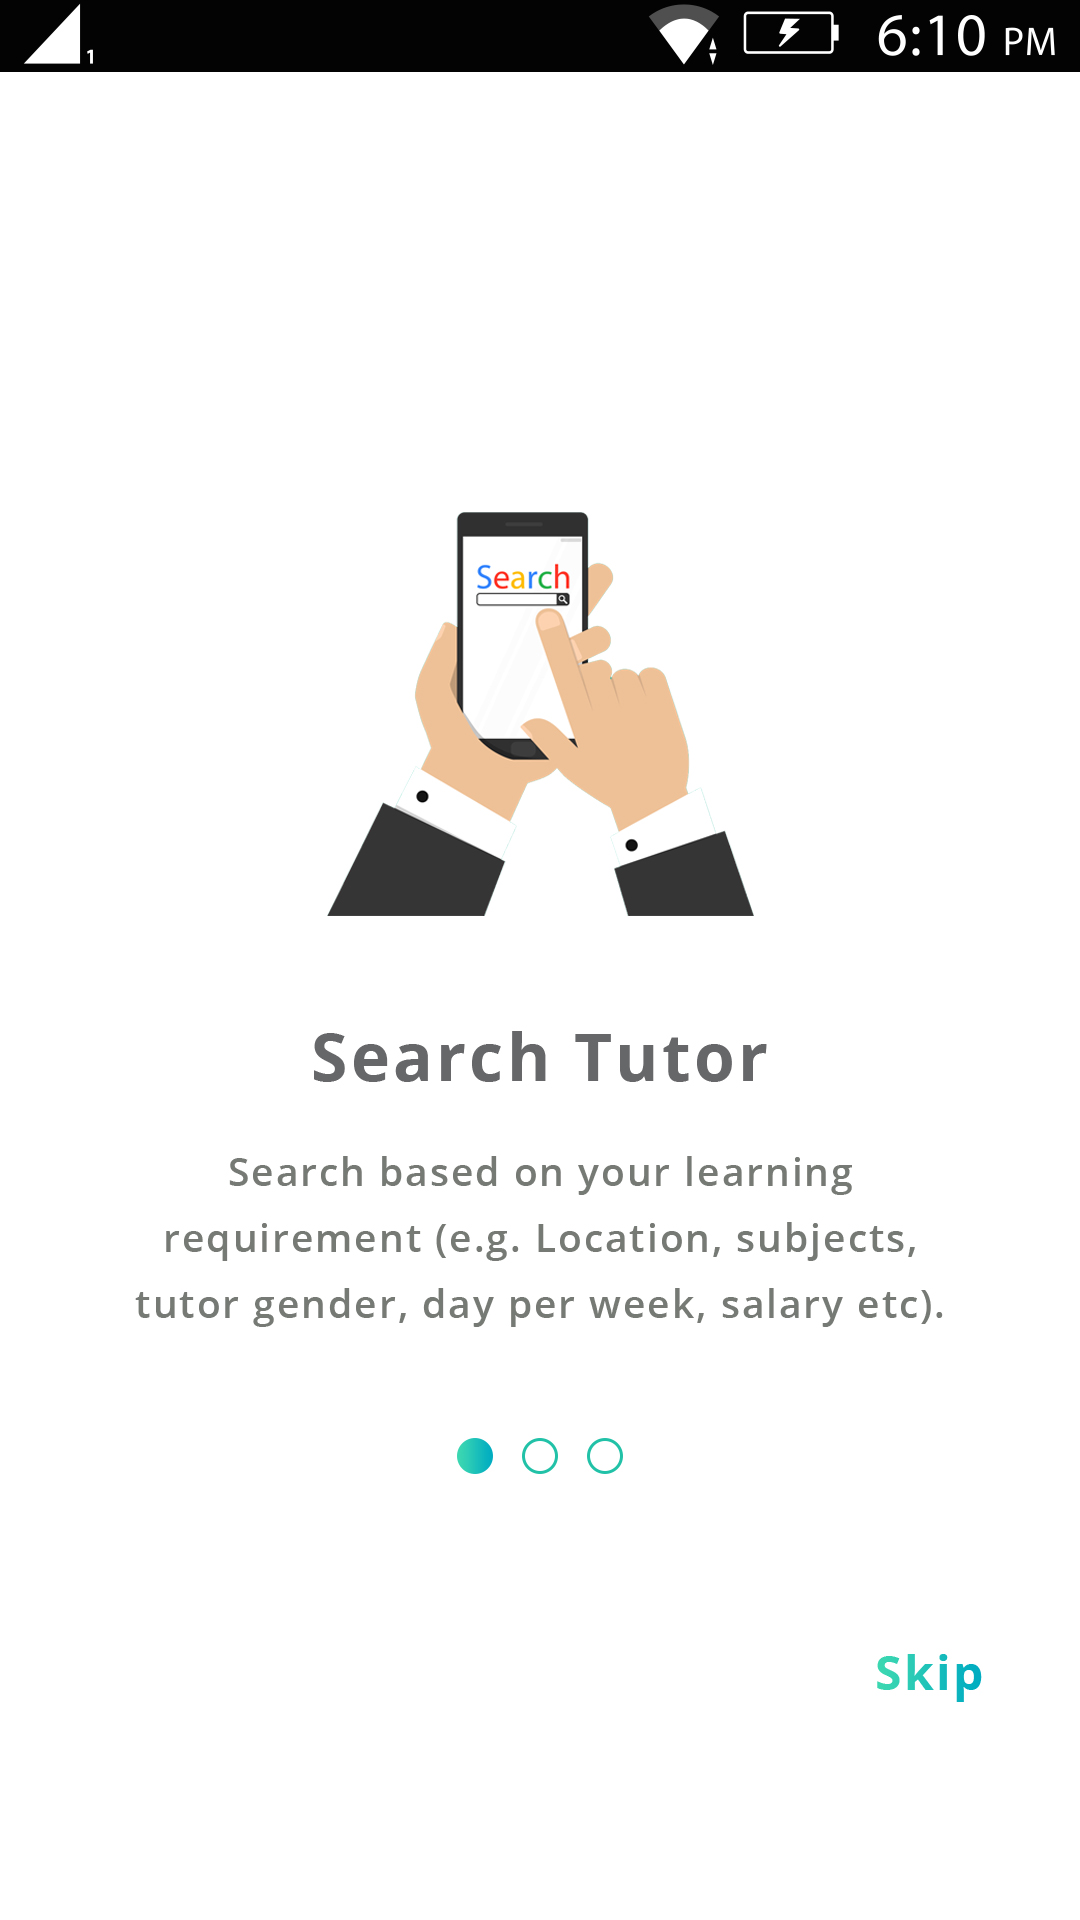 1
6:10 PM
Search
Search Tutor
Search based on your learning
requirement (e.g. Location, subjects,
tutor gender, day per week, salary etc).
Skip